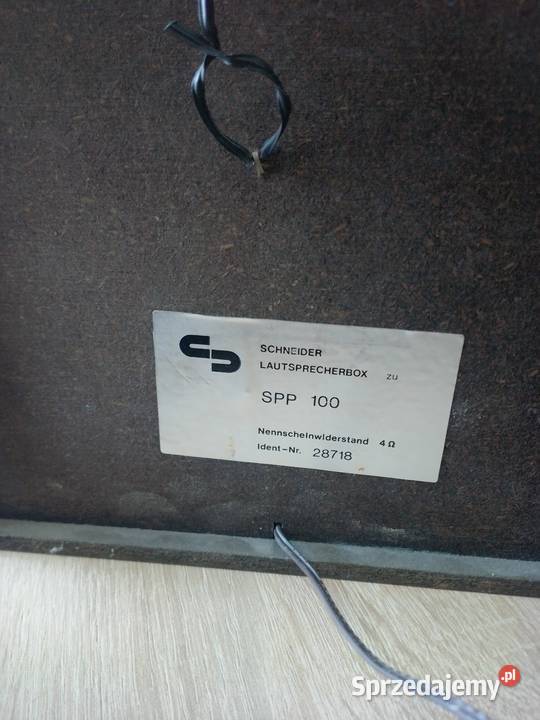 SCHNEIDER
LAUTSPRECHERBOX zu
SPP 100
Nennscheinwiderstand 4 Ω
Ident-Nr. 28718
Sprzedajemy.pl